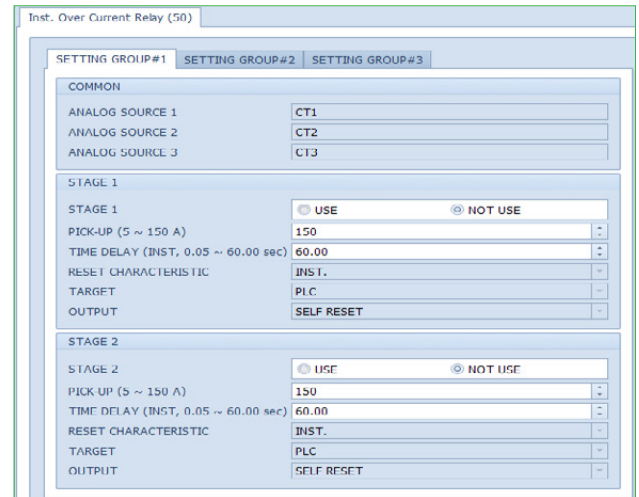 Inst. Over Current Relay (50)
SETTING GROUP#1 SETTING GROUP#2 SETTING GROUP#3
COMMON
ANALOG SOURCE 1 CT1
ANALOG SOURCE 2 CT2
ANALOG SOURCE 3 CT3
STAGE 1
STAGE 1 USE NOT USE
PICK-UP (5 ~ 150 A) 150
TIME DELAY (INST, 0.05 ~ 60.00 sec) 60.00
RESET CHARACTERISTIC INST.
TARGET PLC
OUTPUT SELF RESET
STAGE 2
STAGE 2 USE NOT USE
PICK-UP (5 ~ 150 A) 150
TIME DELAY (INST, 0.05 ~ 60.00 sec) 60.00
RESET CHARACTERISTIC INST.
TARGET PLC
OUTPUT SELF RESET